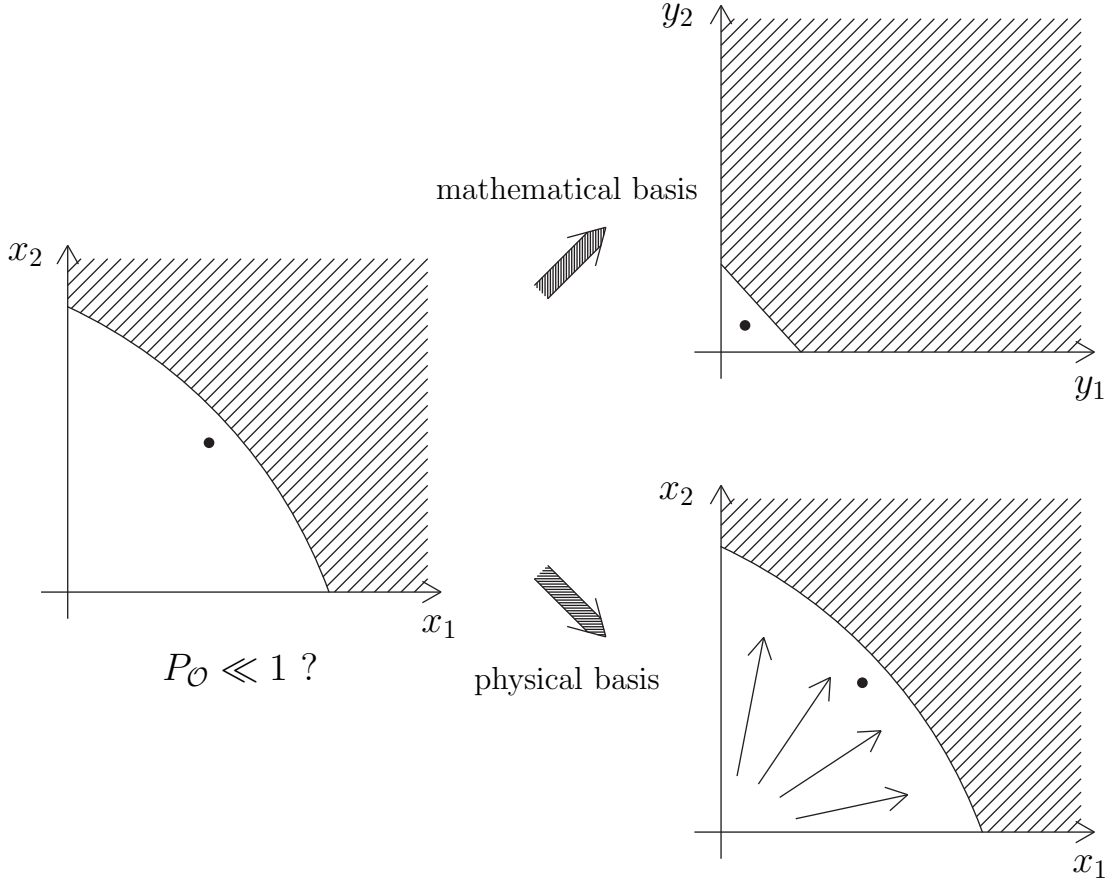 y₂
mathematical basis
x₂
y₁
x₂
x₁
P_𝒪 ≪ 1 ?
physical basis
x₁